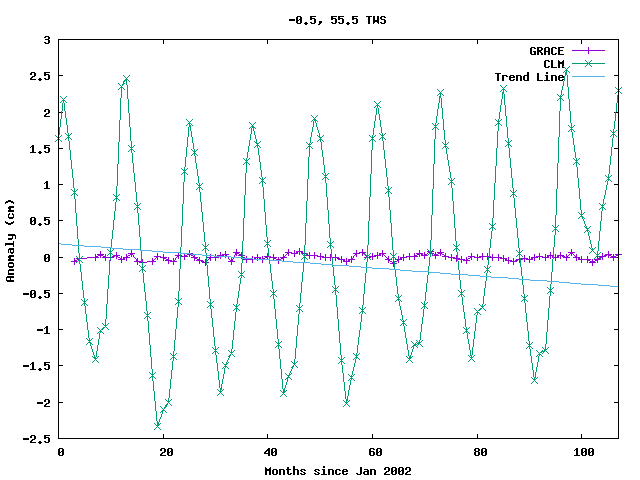 -0.5, 55.5 TWS
GRACE
CLM
Trend Line
3
2.5
2
1.5
1
0.5
0
-0.5
-1
-1.5
-2
-2.5
Anomaly (cm)
0 20 40 60 80 100
Months since Jan 2002